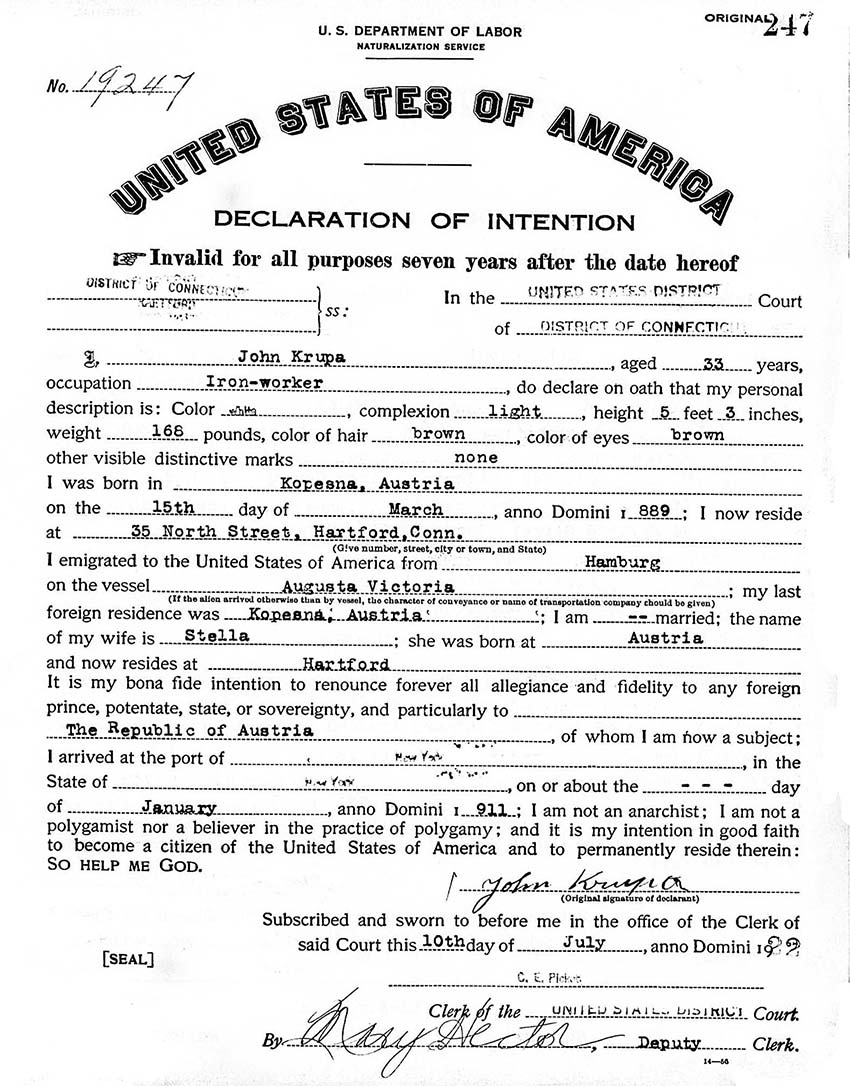 ORIGINAL 247
U. S. DEPARTMENT OF LABOR
NATURALIZATION SERVICE
No. 19247
UNITED STATES OF AMERICA
DECLARATION OF INTENTION
☞ Invalid for all purposes seven years after the date hereof
DISTRICT OF CONNECTICUT
ss:
In the UNITED STATES DISTRICT Court
of DISTRICT OF CONNECTICU
I, John Krupa, aged 33 years,
occupation Iron-worker, do declare on oath that my personal
description is: Color white, complexion light, height 5 feet 3 inches,
weight 168 pounds, color of hair brown, color of eyes brown
other visible distinctive marks none
I was born in Kopesna, Austria
on the 15th day of March, anno Domini 1 889; I now reside
at 35 North Street, Hartford,Conn.
(Give number, street, city or town, and State)
I emigrated to the United States of America from Hamburg
on the vessel Augusta Victoria; my last
(If the alien arrived otherwise than by vessel, the character of conveyance or name of transportation company should be given)
foreign residence was Kopesna, Austria; I am -- married; the name
of my wife is Stella; she was born at Austria
and now resides at Hartford
It is my bona fide intention to renounce forever all allegiance and fidelity to any foreign
prince, potentate, state, or sovereignty, and particularly to
The Republic of Austria, of whom I am now a subject;
I arrived at the port of New York, in the
State of New York, on or about the - - - day
of January, anno Domini 1 911; I am not an anarchist; I am not a
polygamist nor a believer in the practice of polygamy; and it is my intention in good faith
to become a citizen of the United States of America and to permanently reside therein:
SO HELP ME GOD.
John Krupa
(Original signature of declarant)
Subscribed and sworn to before me in the office of the Clerk of
said Court this 10th day of July, anno Domini 19
[SEAL]
C. E. Picket
Clerk of the UNITED STATES DISTRICT Court.
By Mary Hector, Deputy Clerk.
14—56